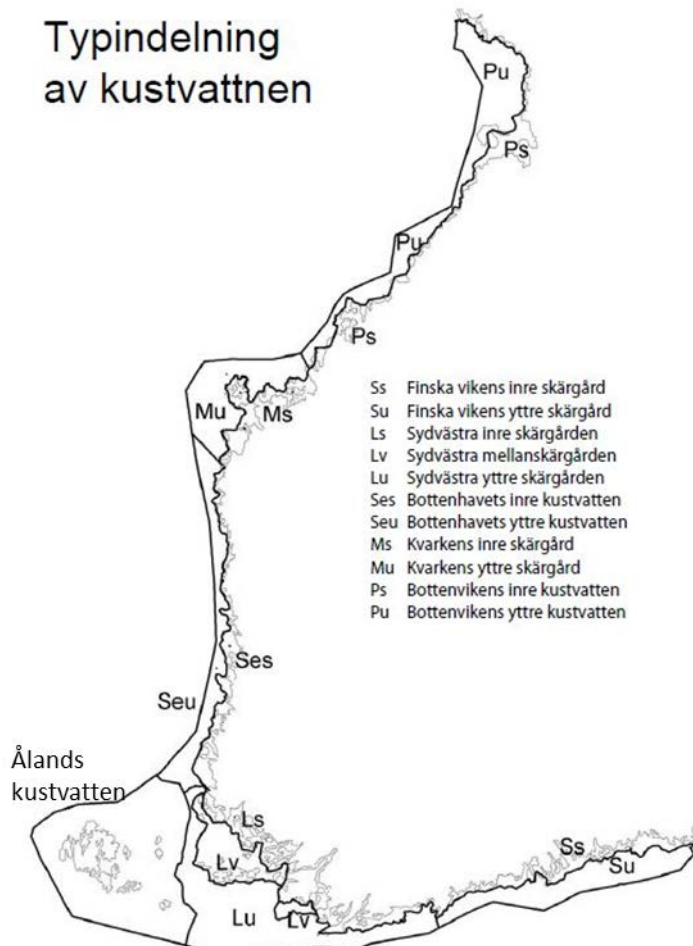 Typindelning
av kustvattnen
Pu
Ps
Pu
Ps
Mu
Ms
Ss Finska vikens inre skärgård
Su Finska vikens yttre skärgård
Ls Sydvästra inre skärgården
Lv Sydvästra mellanskärgården
Lu Sydvästra yttre skärgården
Ses Bottenhavets inre kustvatten
Seu Bottenhavets yttre kustvatten
Ms Kvarkens inre skärgård
Mu Kvarkens yttre skärgård
Ps Bottenvikens inre kustvatten
Pu Bottenvikens yttre kustvatten
Ses
Seu
Ålands
kustvatten
Ls
Lv
Ss
Su
Lu
Lv